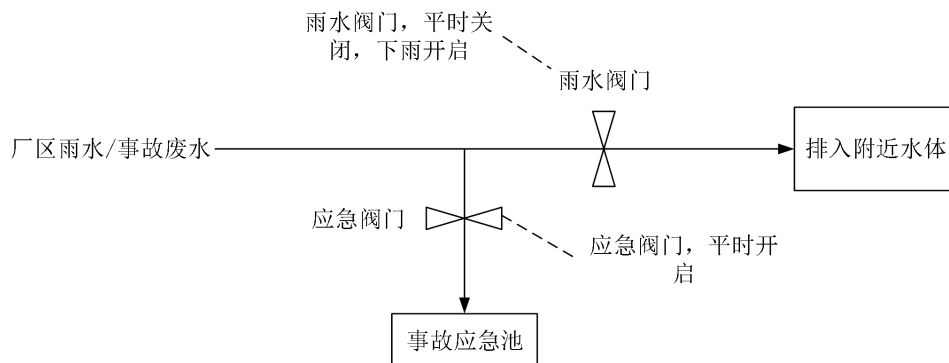 雨水阀门，平时关
闭，下雨开启
雨水阀门
厂区雨水/事故废水
排入附近水体
应急阀门
应急阀门，平时开
启
事故应急池